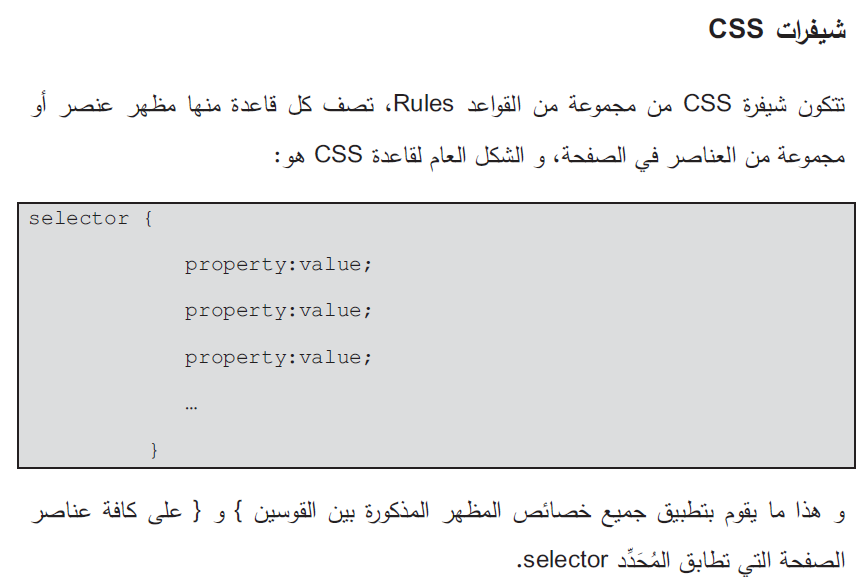 شيفرات CSS
تتكون شيفرة CSS من مجموعة من القواعد Rules، تصف كل قاعدة منها مظهر عنصر أو
مجموعة من العناصر في الصفحة، و الشكل العام لقاعدة CSS هو:
selector {
property:value;
property:value;
property:value;
…
}
و هذا ما يقوم بتطبيق جميع خصائص المظهر المذكورة بين القوسين { و } على كافة عناصر
الصفحة التي تطابق المُحَدِّد selector.